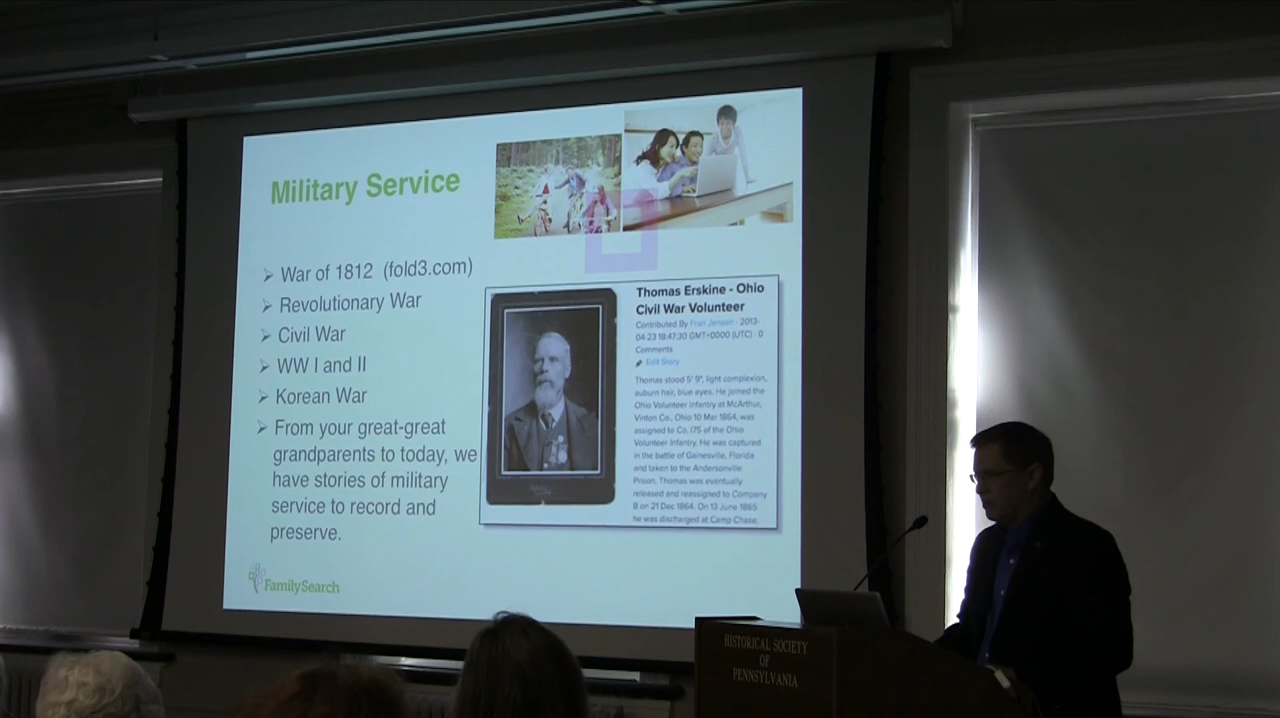 Military Service
War of 1812 (fold3.com)
Revolutionary War
Civil War
WW I and II
Korean War
From your great-great
grandparents to today, we
have stories of military
service to record and
preserve.
FamilySearch
Thomas Erskine - Ohio
Civil War Volunteer
Contributed By Fran Jensen · 2013-
04-23 18:47:30 GMT+0000 (UTC) · 0
Comments
Edit Story
Thomas stood 5' 9", light complexion,
auburn hair, blue eyes. He joined the
Ohio Volunteer Infantry at McArthur,
Vinton Co., Ohio 10 Mar 1864, was
assigned to Co. I75 of the Ohio
Volunteer Infantry. He was captured
in the battle of Gainesville, Florida
and taken to the Andersonville
Prison. Thomas was eventually
released and reassigned to Company
B on 21 Dec 1864. On 13 June 1865
he was discharged at Camp Chase,
HISTORICAL SOCIETY
OF
PENNSYLVANIA